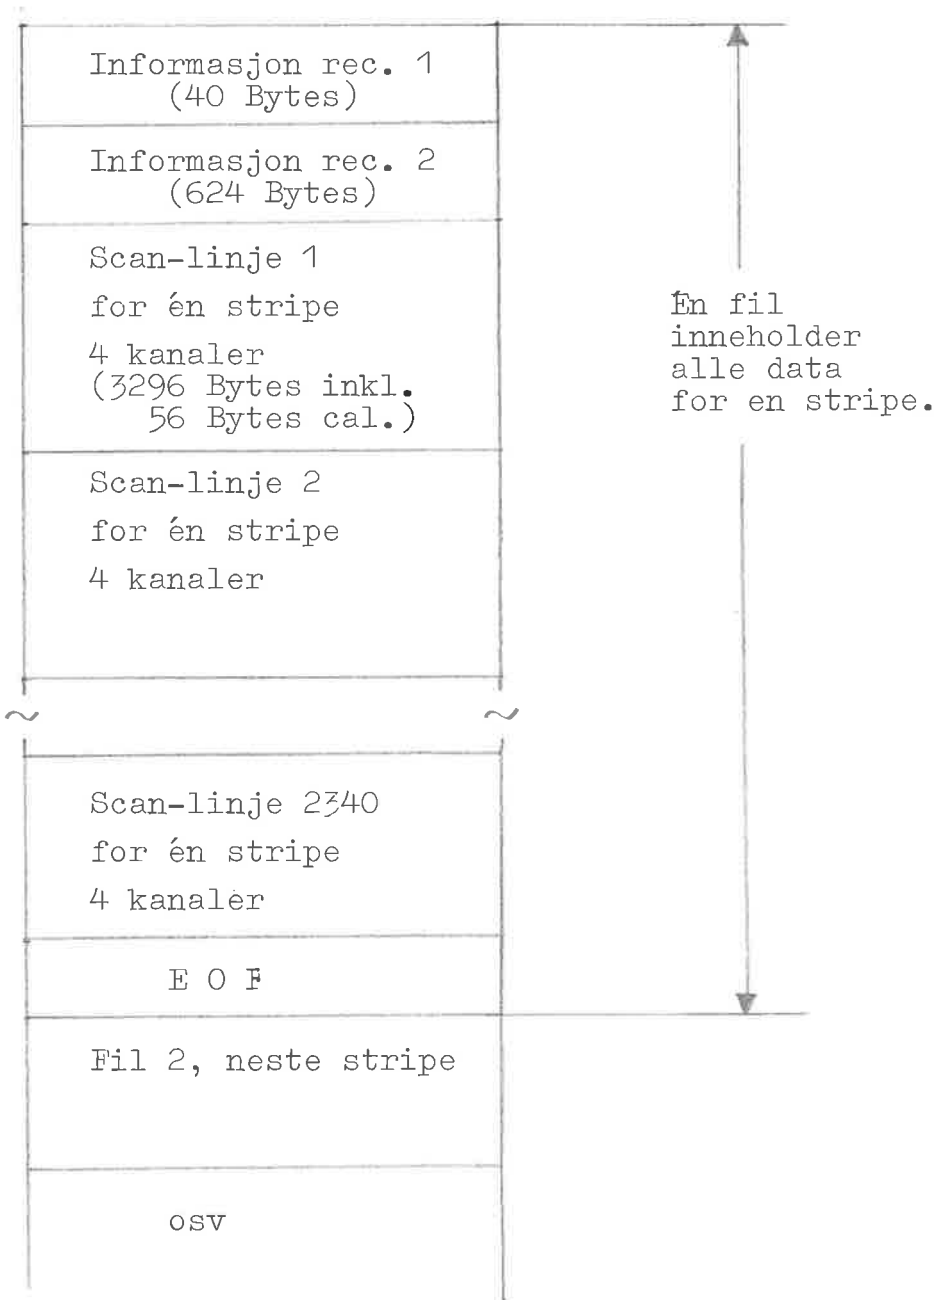 Informasjon rec. 1
(40 Bytes)
Informasjon rec. 2
(624 Bytes)
Scan-linje 1
for én stripe
4 kanaler
(3296 Bytes inkl.
56 Bytes cal.)
Én fil
inneholder
alle data
for en stripe.
Scan-linje 2
for én stripe
4 kanaler
~ ~
Scan-linje 2340
for én stripe
4 kanaler
E O F
Fil 2, neste stripe
osv